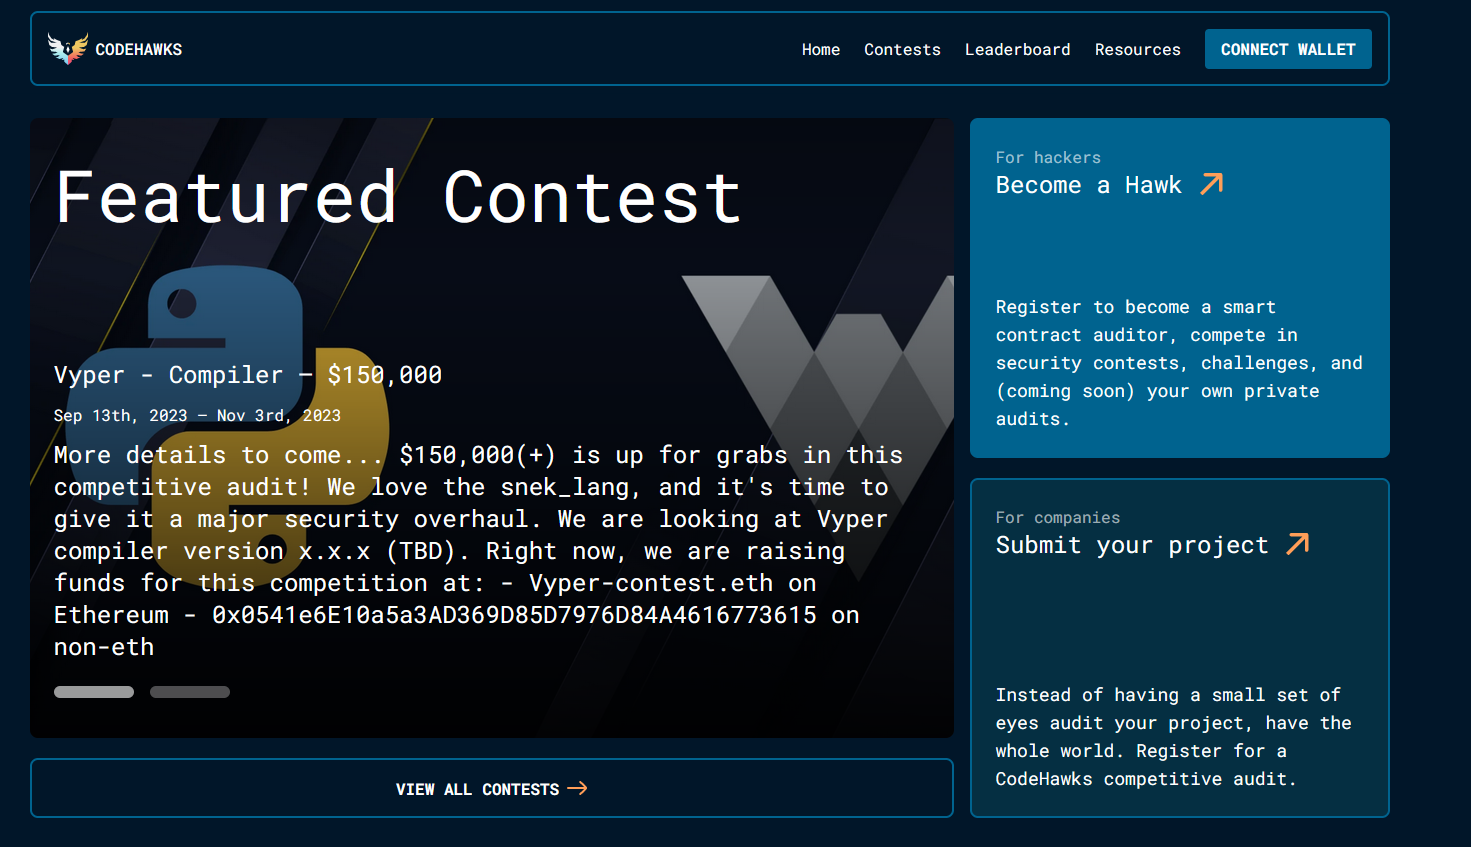 CODEHAWKS
Home
Contests
Leaderboard
Resources
CONNECT WALLET
Featured Contest
Vyper - Compiler — $150,000
Sep 13th, 2023 — Nov 3rd, 2023
More details to come... $150,000(+) is up for grabs in this
competitive audit! We love the snek_lang, and it's time to
give it a major security overhaul. We are looking at Vyper
compiler version x.x.x (TBD). Right now, we are raising
funds for this competition at: - Vyper-contest.eth on
Ethereum - 0x0541e6E10a5a3AD369D85D7976D84A4616773615 on
non-eth
VIEW ALL CONTESTS
For hackers
Become a Hawk
Register to become a smart
contract auditor, compete in
security contests, challenges, and
(coming soon) your own private
audits.
For companies
Submit your project
Instead of having a small set of
eyes audit your project, have the
whole world. Register for a
CodeHawks competitive audit.